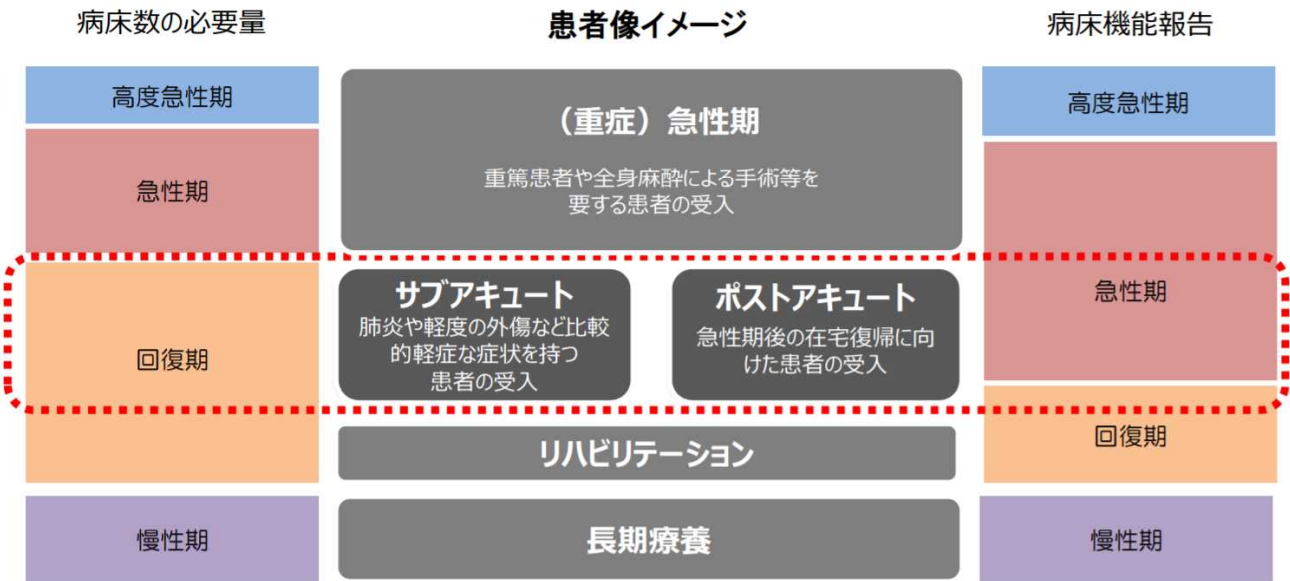 病床数の必要量
患者像イメージ
病床機能報告
高度急性期
急性期
回復期
慢性期
（重症）急性期
重篤患者や全身麻酔による手術等を
要する患者の受入
サブアキュート
肺炎や軽度の外傷など比較
的軽症な症状を持つ
患者の受入
ポストアキュート
急性期後の在宅復帰に向
けた患者の受入
リハビリテーション
長期療養
高度急性期
急性期
回復期
慢性期